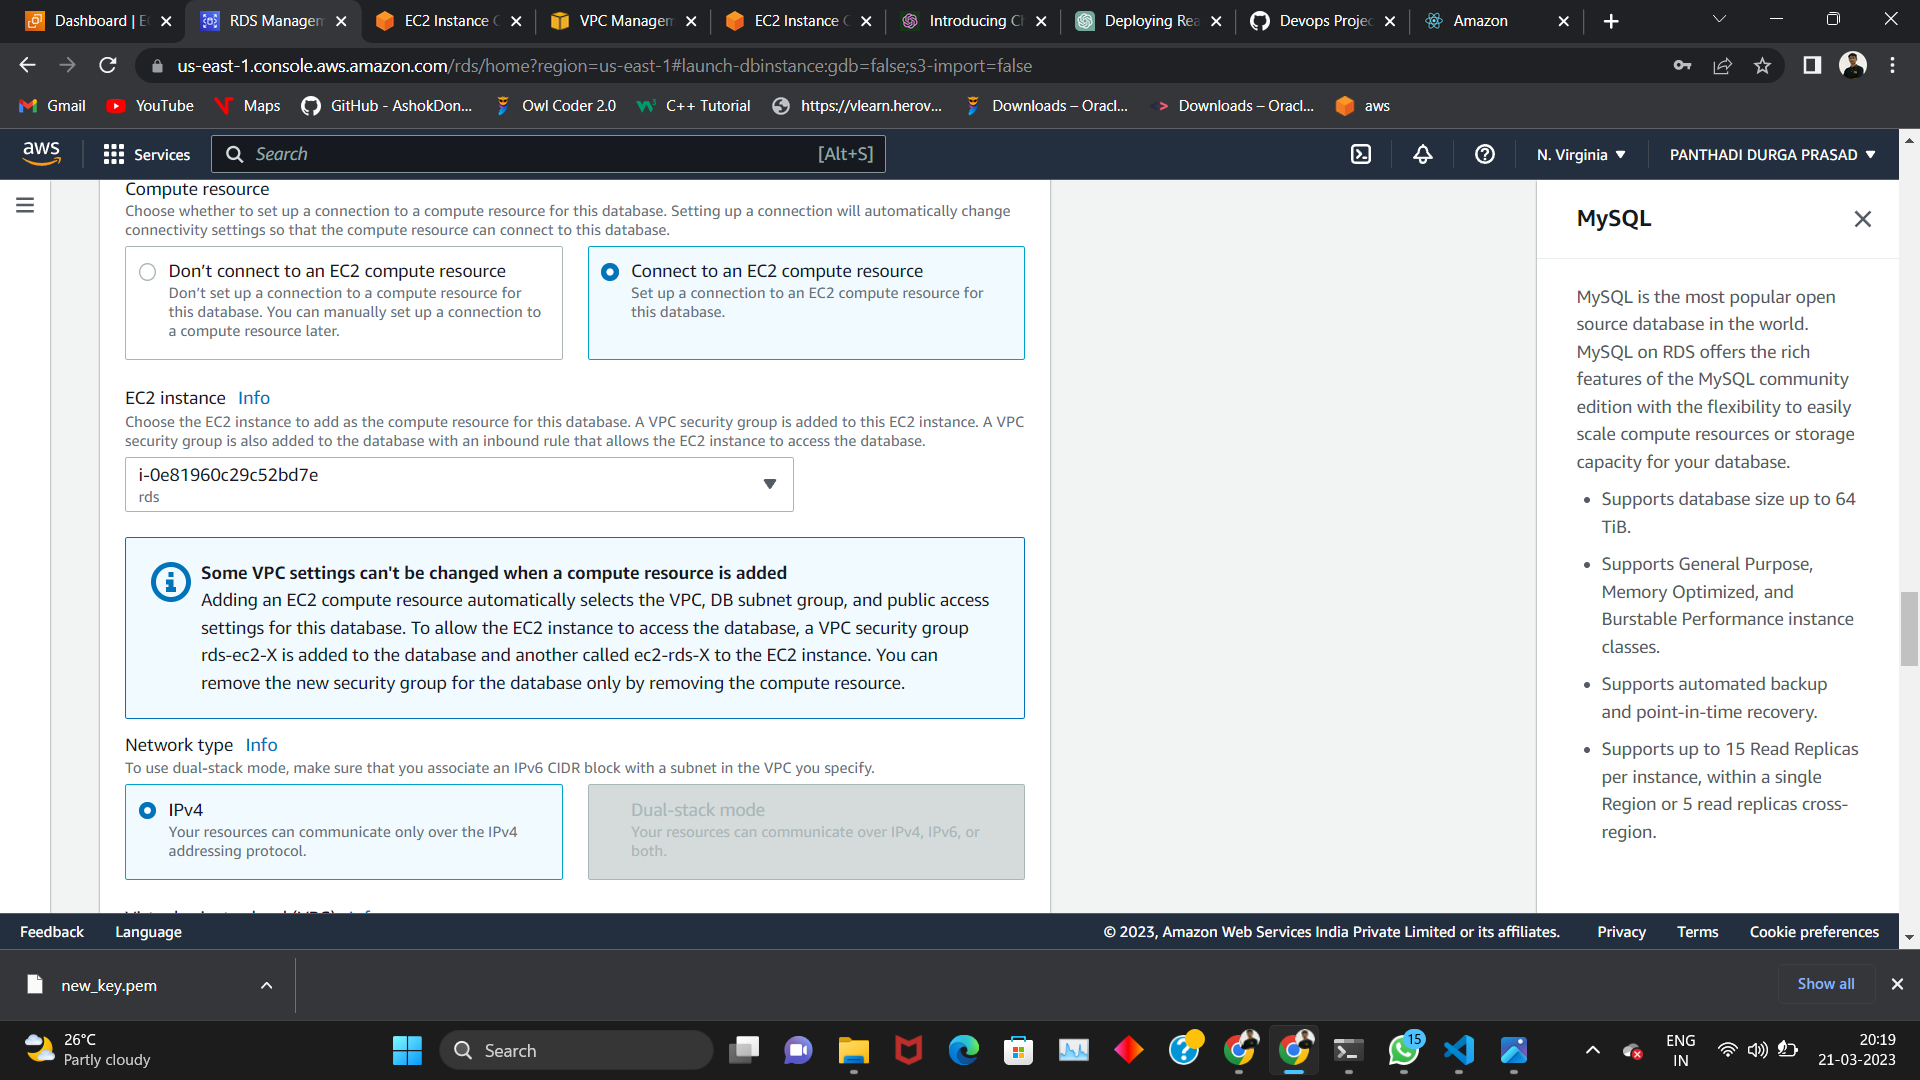 Dashboard | E
RDS Managem
EC2 Instance C
VPC Managem
EC2 Instance C
Introducing Ch
Deploying Rea
Devops Projec
Amazon
us-east-1.console.aws.amazon.com/rds/home?region=us-east-1#launch-dbinstance:gdb=false;s3-import=false
Gmail
YouTube
Maps
GitHub - AshokDon...
Owl Coder 2.0
C++ Tutorial
https://vlearn.herov...
Downloads – Oracl...
Downloads – Oracl...
aws
aws
Services
Search
[Alt+S]
N. Virginia
PANTHADI DURGA PRASAD
Compute resource
Choose whether to set up a connection to a compute resource for this database. Setting up a connection will automatically change
connectivity settings so that the compute resource can connect to this database.
Don’t connect to an EC2 compute resource
Don’t set up a connection to a compute resource for
this database. You can manually set up a connection to
a compute resource later.
Connect to an EC2 compute resource
Set up a connection to an EC2 compute resource for
this database.
EC2 instance Info
Choose the EC2 instance to add as the compute resource for this database. A VPC security group is added to this EC2 instance. A VPC
security group is also added to the database with an inbound rule that allows the EC2 instance to access the database.
i-0e81960c29c52bd7e
rds
Some VPC settings can't be changed when a compute resource is added
Adding an EC2 compute resource automatically selects the VPC, DB subnet group, and public access
settings for this database. To allow the EC2 instance to access the database, a VPC security group
rds-ec2-X is added to the database and another called ec2-rds-X to the EC2 instance. You can
remove the new security group for the database only by removing the compute resource.
Network type Info
To use dual-stack mode, make sure that you associate an IPv6 CIDR block with a subnet in the VPC you specify.
IPv4
Your resources can communicate only over the IPv4
addressing protocol.
Dual-stack mode
Your resources can communicate over IPv4, IPv6, or
both.
MySQL
MySQL is the most popular open
source database in the world.
MySQL on RDS offers the rich
features of the MySQL community
edition with the flexibility to easily
scale compute resources or storage
capacity for your database.
• Supports database size up to 64
TiB.
• Supports General Purpose,
Memory Optimized, and
Burstable Performance instance
classes.
• Supports automated backup
and point-in-time recovery.
• Supports up to 15 Read Replicas
per instance, within a single
Region or 5 read replicas cross-
region.
Feedback
Language
© 2023, Amazon Web Services India Private Limited or its affiliates.
Privacy
Terms
Cookie preferences
new_key.pem
Show all
26°C
Partly cloudy
Search
15
ENG
IN
20:19
21-03-2023